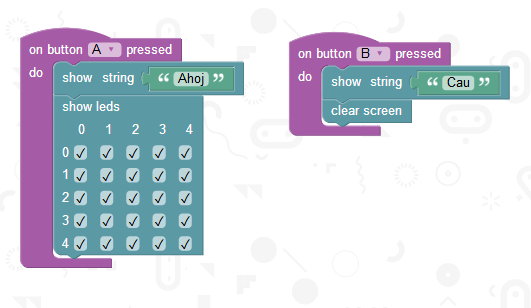 on button A pressed
do show string “ Ahoj ”
show leds
0 1 2 3 4
0
1
2
3
4
on button B pressed
do show string “ Cau ”
clear screen